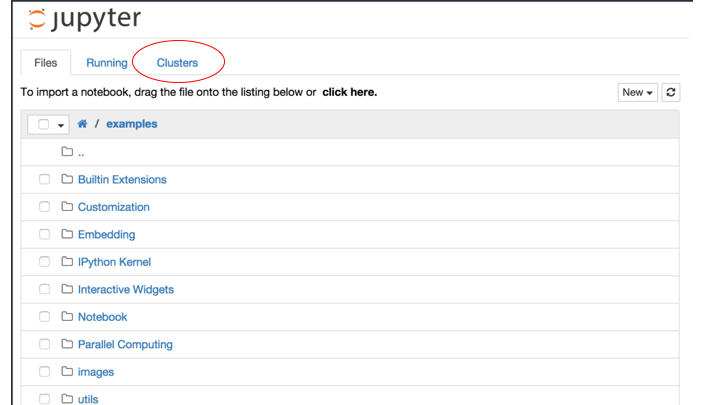 jupyter
Files Running Clusters
To import a notebook, drag the file onto the listing below or click here.
New
/ examples
..
Builtin Extensions
Customization
Embedding
IPython Kernel
Interactive Widgets
Notebook
Parallel Computing
images
utils